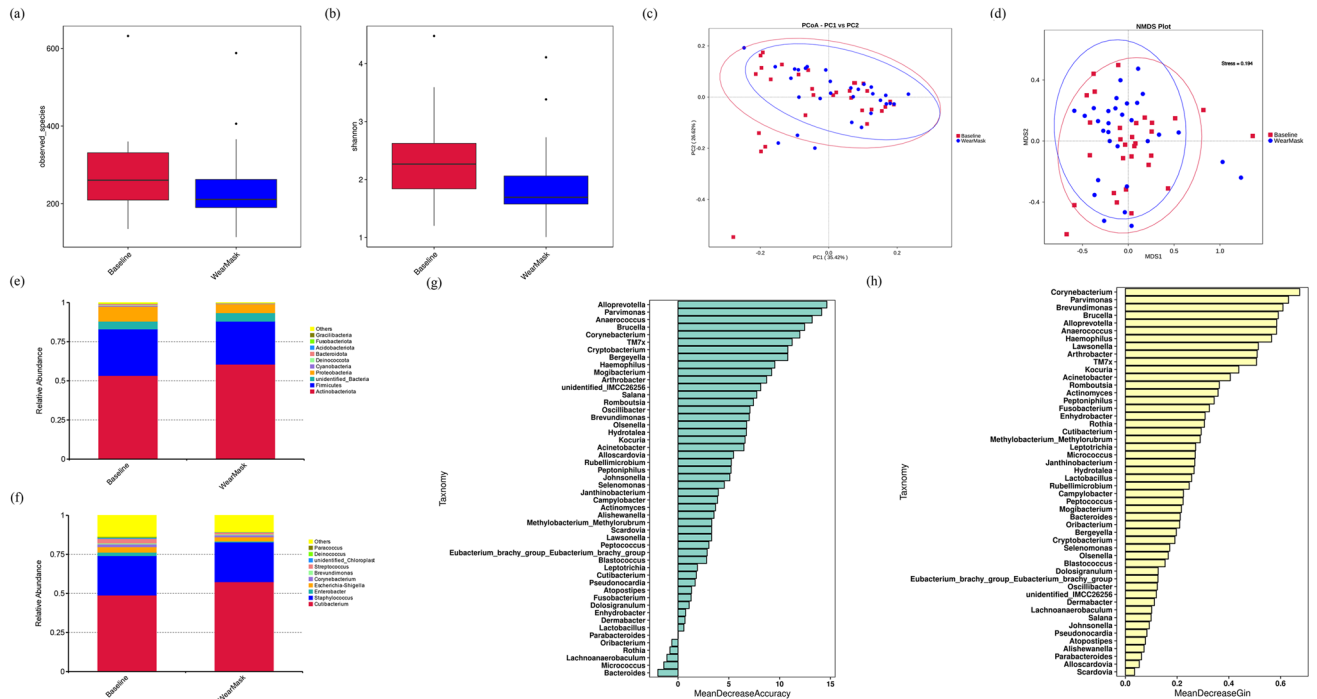 (a)
600
400
200
observed_species
Baseline
WearMask
(b)
4
3
2
1
shannon
Baseline
WearMask
(c)
PCoA - PC1 vs PC2
0.2
0.0
-0.2
-0.4
PC2 ( 26.62% )
-0.2
0.0
0.2
PC1 ( 35.42% )
Baseline
WearMask
(d)
NMDS Plot
Stress = 0.194
0.4
0.0
-0.4
MDS2
-0.5
0.0
0.5
1.0
1.5
MDS1
Baseline
WearMask
(e)
1
0.75
0.5
0.25
0
Relative Abundance
Baseline
WearMask
Others
Gracilibacteria
Fusobacteriota
Acidobacteriota
Bacteroidota
Deinococcota
Cyanobacteria
Proteobacteria
unidentified_Bacteria
Firmicutes
Actinobacteriota
(f)
1
0.75
0.5
0.25
0
Relative Abundance
Baseline
WearMask
Others
Paracoccus
Deinococcus
unidentified_Chloroplast
Streptococcus
Brevundimonas
Corynebacterium
Escherichia-Shigella
Enterobacter
Staphylococcus
Cutibacterium
(g)
Taxnomy
Alloprevotella
Parvimonas
Anaerococcus
Brucella
Corynebacterium
TM7x
Cryptobacterium
Bergeyella
Haemophilus
Mogibacterium
Arthrobacter
unidentified_IMCC26256
Salana
Romboutsia
Oscillibacter
Brevundimonas
Olsenella
Hydrotalea
Kocuria
Acinetobacter
Alloscardovia
Rubellimicrobium
Peptoniphilus
Johnsonella
Selenomonas
Janthinobacterium
Campylobacter
Actinomyces
Alishewanella
Methylobacterium_Methylorubrum
Scardovia
Lawsonella
Peptococcus
Eubacterium_brachy_group_Eubacterium_brachy_group
Blastococcus
Leptotrichia
Cutibacterium
Pseudonocardia
Atopostipes
Fusobacterium
Dolosigranulum
Enhydrobacter
Dermabacter
Lactobacillus
Parabacteroides
Oribacterium
Rothia
Lachnoanaerobaculum
Micrococcus
Bacteroides
0
5
10
15
MeanDecreaseAccuracy
(h)
Taxnomy
Corynebacterium
Parvimonas
Brevundimonas
Brucella
Alloprevotella
Anaerococcus
Haemophilus
Lawsonella
Arthrobacter
TM7x
Kocuria
Acinetobacter
Romboutsia
Actinomyces
Peptoniphilus
Fusobacterium
Enhydrobacter
Rothia
Cutibacterium
Methylobacterium_Methylorubrum
Leptotrichia
Micrococcus
Janthinobacterium
Hydrotalea
Lactobacillus
Rubellimicrobium
Campylobacter
Peptococcus
Mogibacterium
Bacteroides
Oribacterium
Bergeyella
Cryptobacterium
Selenomonas
Olsenella
Blastococcus
Dolosigranulum
Eubacterium_brachy_group_Eubacterium_brachy_group
Oscillibacter
unidentified_IMCC26256
Dermabacter
Lachnoanaerobaculum
Salana
Johnsonella
Pseudonocardia
Atopostipes
Alishewanella
Parabacteroides
Alloscardovia
Scardovia
0.0
0.2
0.4
0.6
MeanDecreaseGin